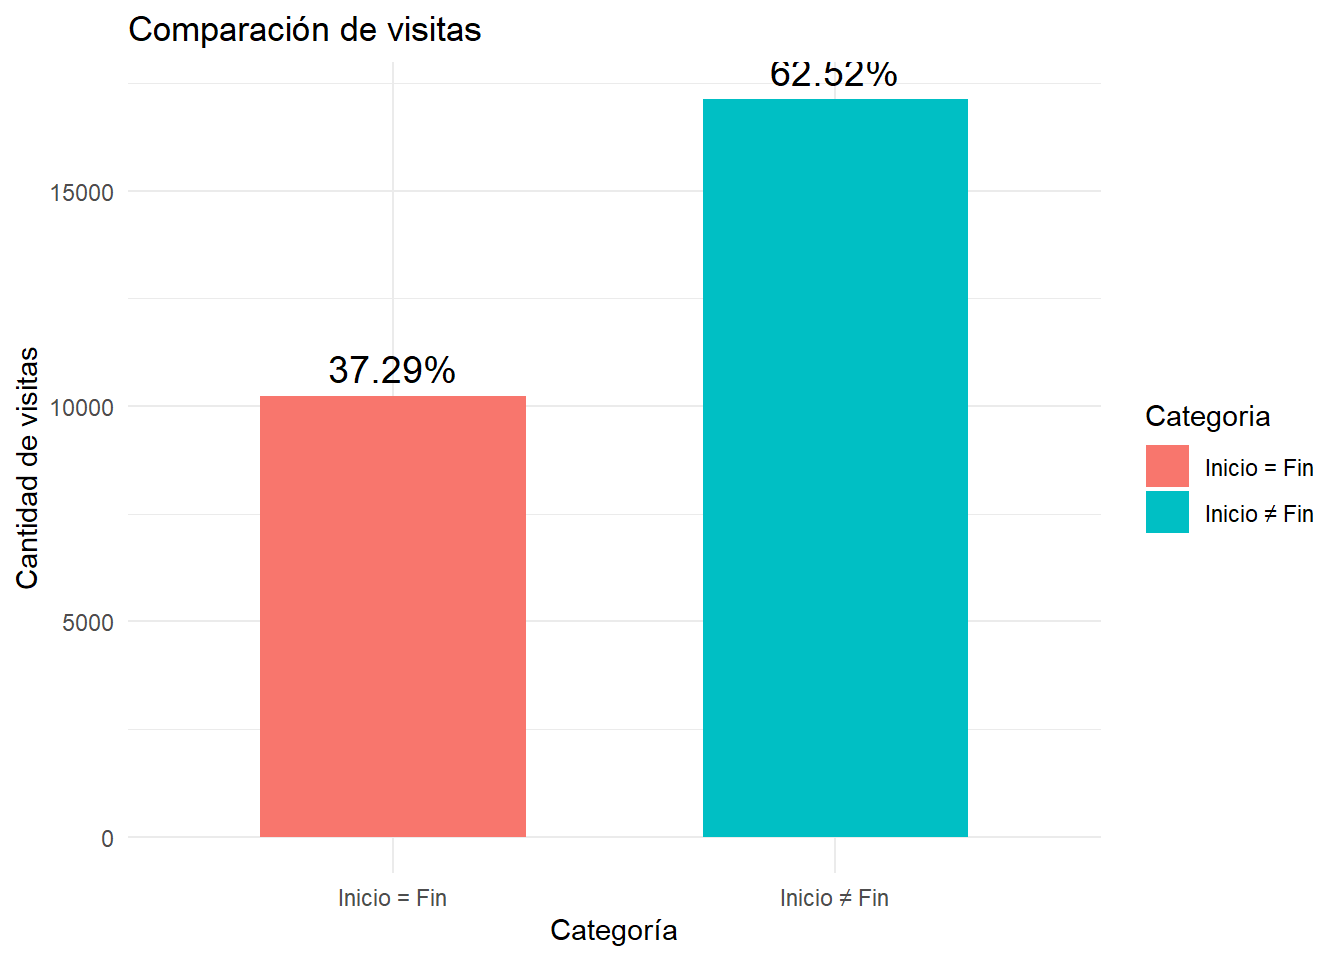 Comparación de visitas
62.52%
15000
37.29%
10000
5000
0
Cantidad de visitas
Inicio = Fin
Inicio ≠ Fin
Categoría
Categoria
Inicio = Fin
Inicio ≠ Fin